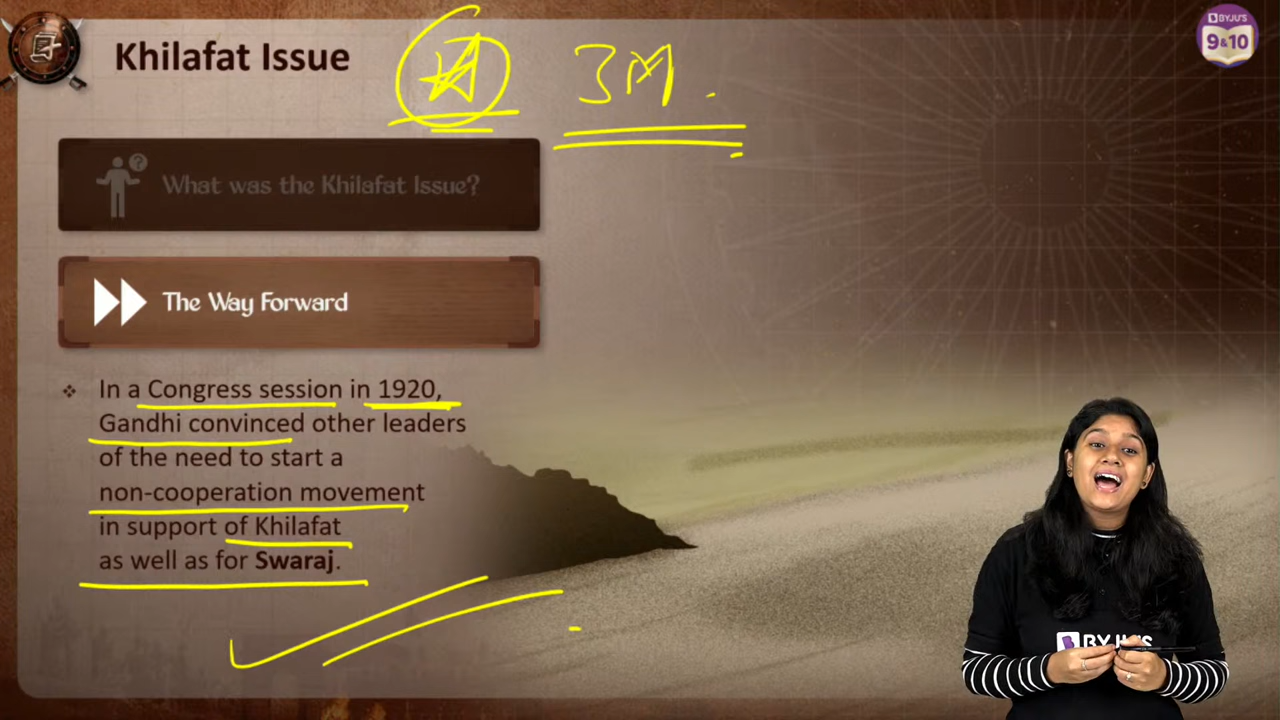 Khilafat Issue
3M.
BYJU'S
9&10
What was the Khilafat Issue?
The Way Forward
❖ In a Congress session in 1920,
Gandhi convinced other leaders
of the need to start a
non-cooperation movement
in support of Khilafat
as well as for Swaraj.
BYJU'S